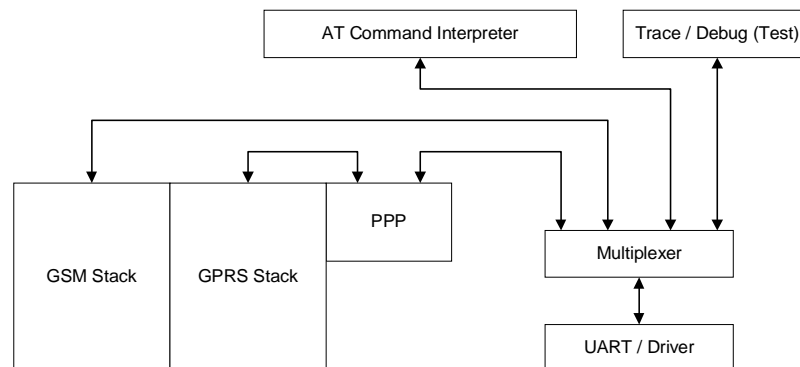 AT Command Interpreter
Trace / Debug (Test)
PPP
GSM Stack
GPRS Stack
Multiplexer
UART / Driver